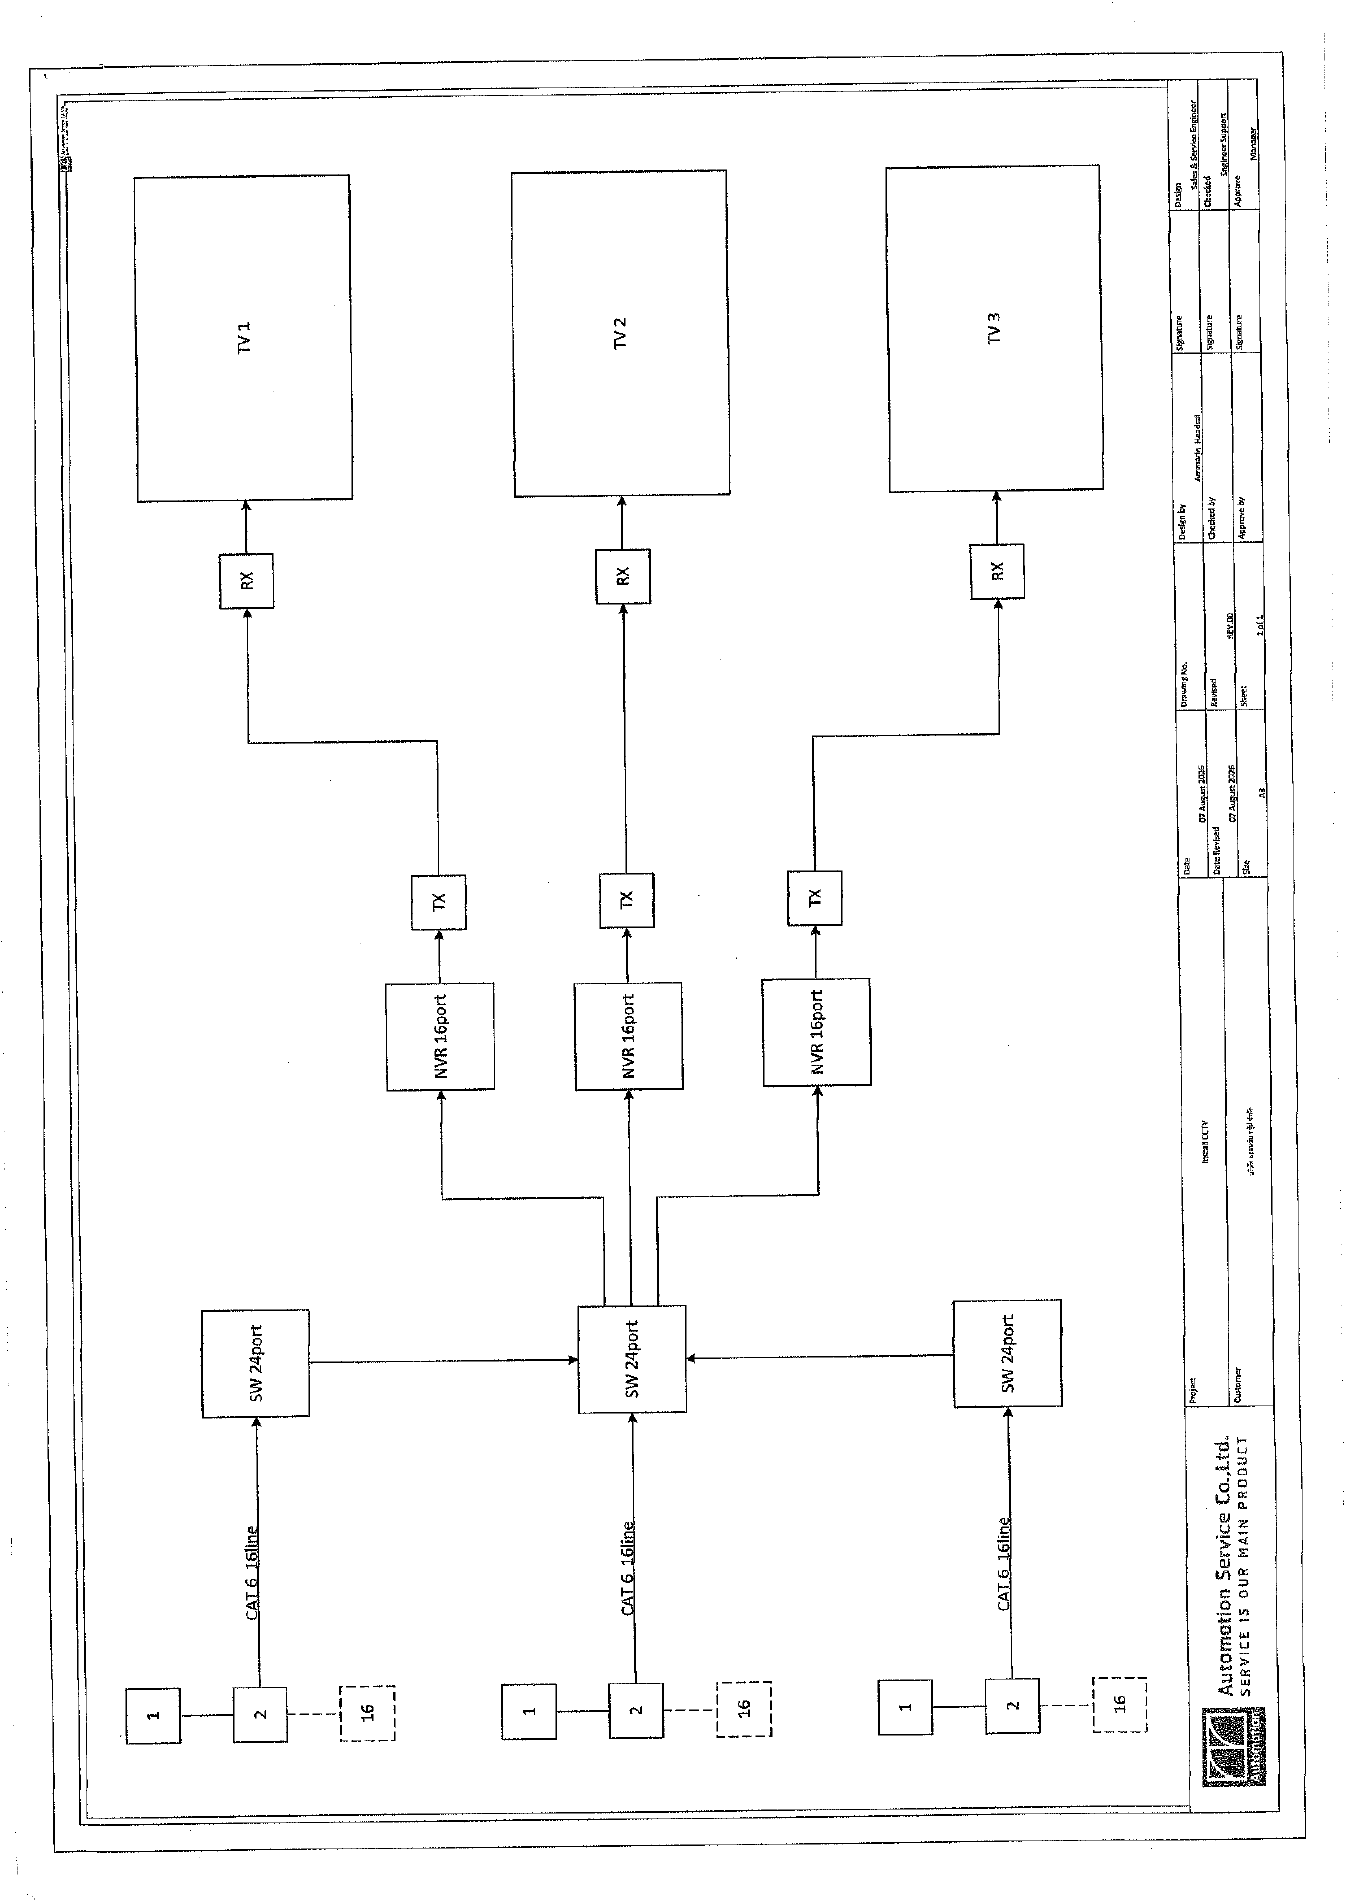 TV 1
TV 2
TV 3
RX
RX
RX
TX
TX
TX
NVR 16port
NVR 16port
NVR 16port
SW 24port
SW 24port
SW 24port
CAT 6 16line
CAT 6 16line
CAT 6 16line
1
2
16
1
2
16
1
2
16
Automation Service Co.,Ltd.
SERVICE IS OUR MAIN PRODUCT
Automation
Project
Install CCTV
Customer
Date
07 August 2026
Date Revised
07 August 2026
Size
A3
Drawing No.
Revised
REV.00
Sheet
1 of 1
Design by
Checked by
Approve by
Signature
Signature
Signature
Design
Sales & Service Engineer
Checked
Engineer Support
Approve
Manager